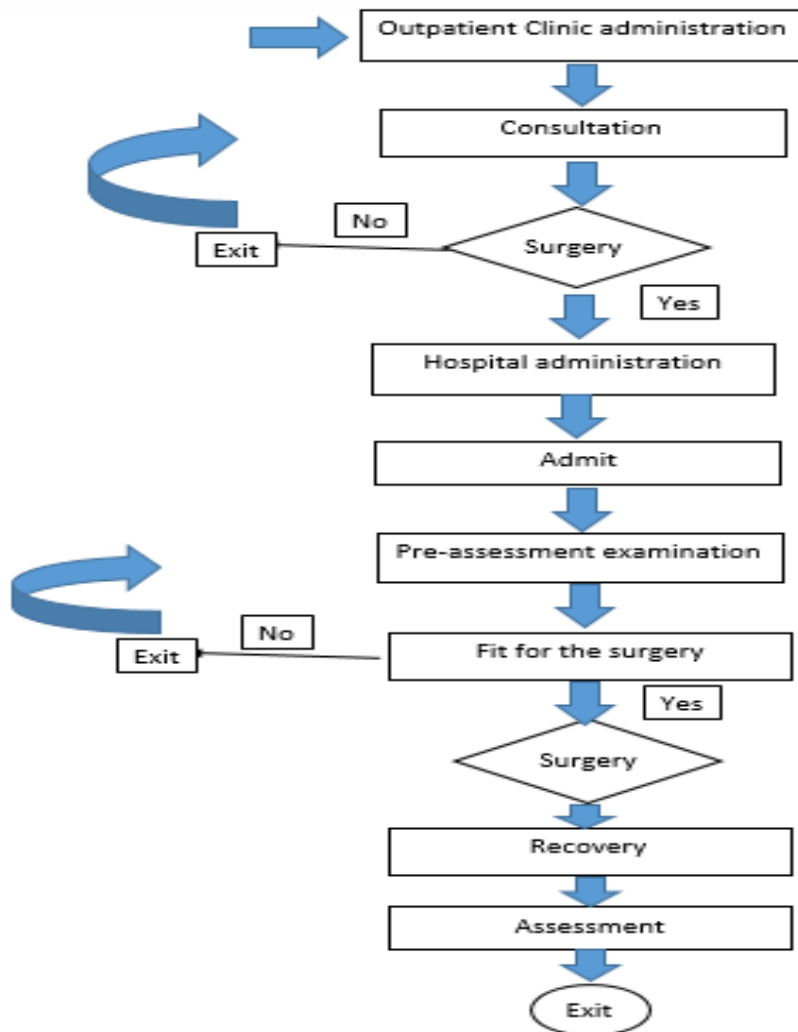 Outpatient Clinic administration
Consultation
No
Surgery
Exit
Yes
Hospital administration
Admit
Pre-assessment examination
No
Fit for the surgery
Exit
Yes
Surgery
Recovery
Assessment
Exit